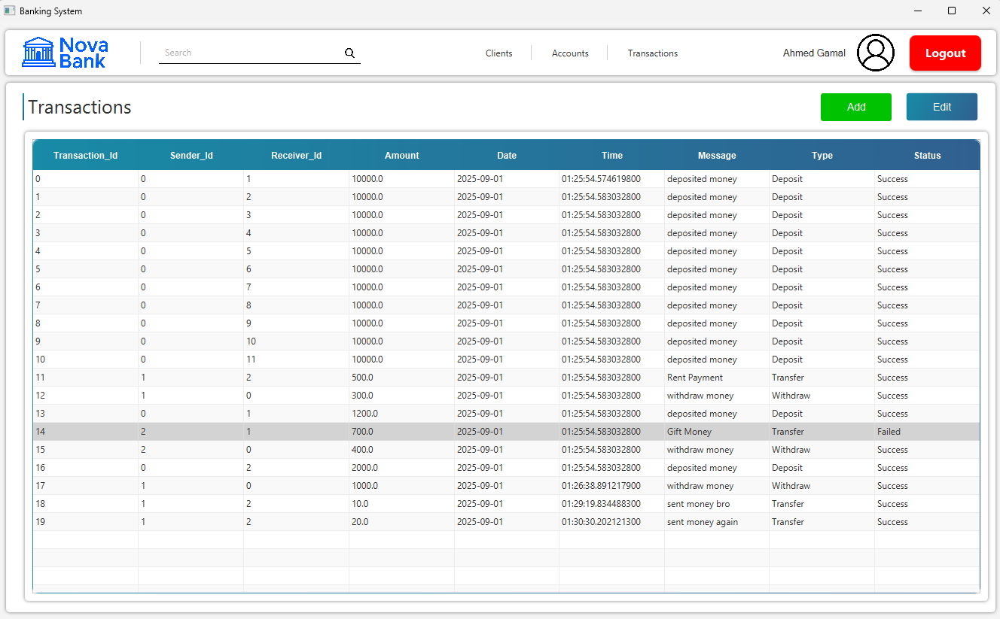 Banking System
Nova Bank
Search
Clients
Accounts
Transactions
Ahmed Gamal
Logout
Transactions
Add
Edit
Transaction_Id Sender_Id Receiver_Id Amount Date Time Message Type Status
0 0 1 10000.0 2025-09-01 01:25:54.574619800 deposited money Deposit Success
1 0 2 10000.0 2025-09-01 01:25:54.583032800 deposited money Deposit Success
2 0 3 10000.0 2025-09-01 01:25:54.583032800 deposited money Deposit Success
3 0 4 10000.0 2025-09-01 01:25:54.583032800 deposited money Deposit Success
4 0 5 10000.0 2025-09-01 01:25:54.583032800 deposited money Deposit Success
5 0 6 10000.0 2025-09-01 01:25:54.583032800 deposited money Deposit Success
6 0 7 10000.0 2025-09-01 01:25:54.583032800 deposited money Deposit Success
7 0 8 10000.0 2025-09-01 01:25:54.583032800 deposited money Deposit Success
8 0 9 10000.0 2025-09-01 01:25:54.583032800 deposited money Deposit Success
9 0 10 10000.0 2025-09-01 01:25:54.583032800 deposited money Deposit Success
10 0 11 10000.0 2025-09-01 01:25:54.583032800 deposited money Deposit Success
11 1 2 500.0 2025-09-01 01:25:54.583032800 Rent Payment Transfer Success
12 1 0 300.0 2025-09-01 01:25:54.583032800 withdraw money Withdraw Success
13 0 1 1200.0 2025-09-01 01:25:54.583032800 deposited money Deposit Success
14 2 1 700.0 2025-09-01 01:25:54.583032800 Gift Money Transfer Failed
15 2 0 400.0 2025-09-01 01:25:54.583032800 withdraw money Withdraw Success
16 0 2 2000.0 2025-09-01 01:25:54.583032800 deposited money Deposit Success
17 1 0 1000.0 2025-09-01 01:26:38.891217900 withdraw money Withdraw Success
18 1 2 10.0 2025-09-01 01:29:19.834488300 sent money bro Transfer Success
19 1 2 20.0 2025-09-01 01:30:30.202121300 sent money again Transfer Success